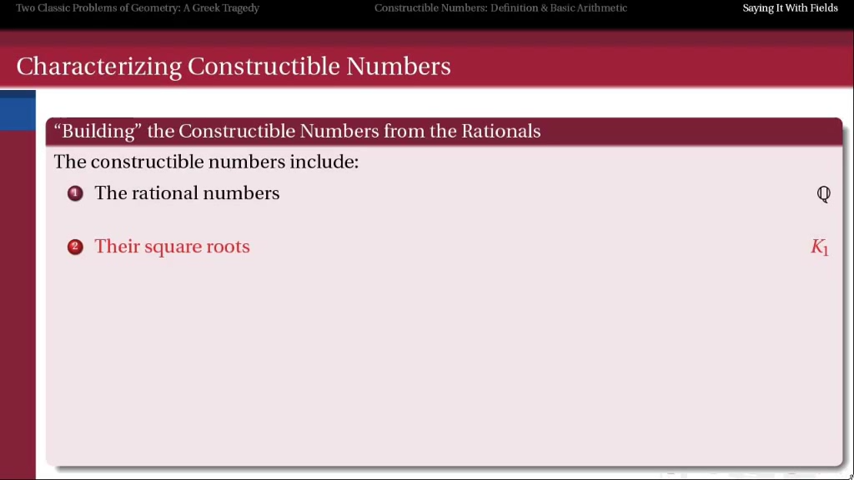 Two Classic Problems of Geometry: A Greek Tragedy Constructible Numbers: Definition & Basic Arithmetic Saying It With Fields
Characterizing Constructible Numbers
“Building” the Constructible Numbers from the Rationals
The constructible numbers include:
1 The rational numbers ℚ
2 Their square roots K₁